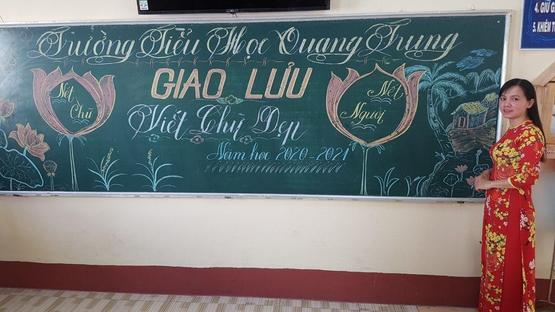 Trường Tiểu Học Quang Trung
GIAO LƯU
Viết Chữ Đẹp
Năm học 2020-2021
Nét
Chữ
Nết
Người
4. GIỮ G
5. KHIÊM T